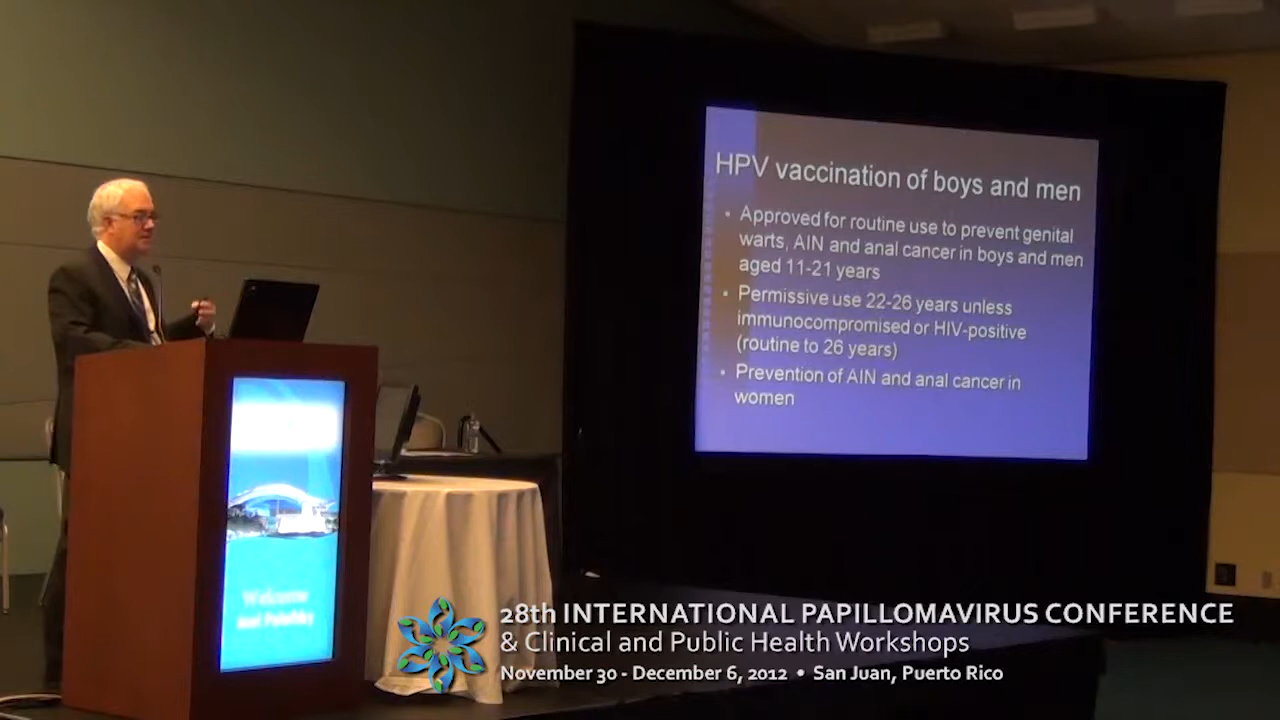 HPV vaccination of boys and men
• Approved for routine use to prevent genital
warts, AIN and anal cancer in boys and men
aged 11-21 years
• Permissive use 22-26 years unless
immunocompromised or HIV-positive
(routine to 26 years)
• Prevention of AIN and anal cancer in
women
Welcome
Joel Palefsky
28th INTERNATIONAL PAPILLOMAVIRUS CONFERENCE
& Clinical and Public Health Workshops
November 30 - December 6, 2012 • San Juan, Puerto Rico